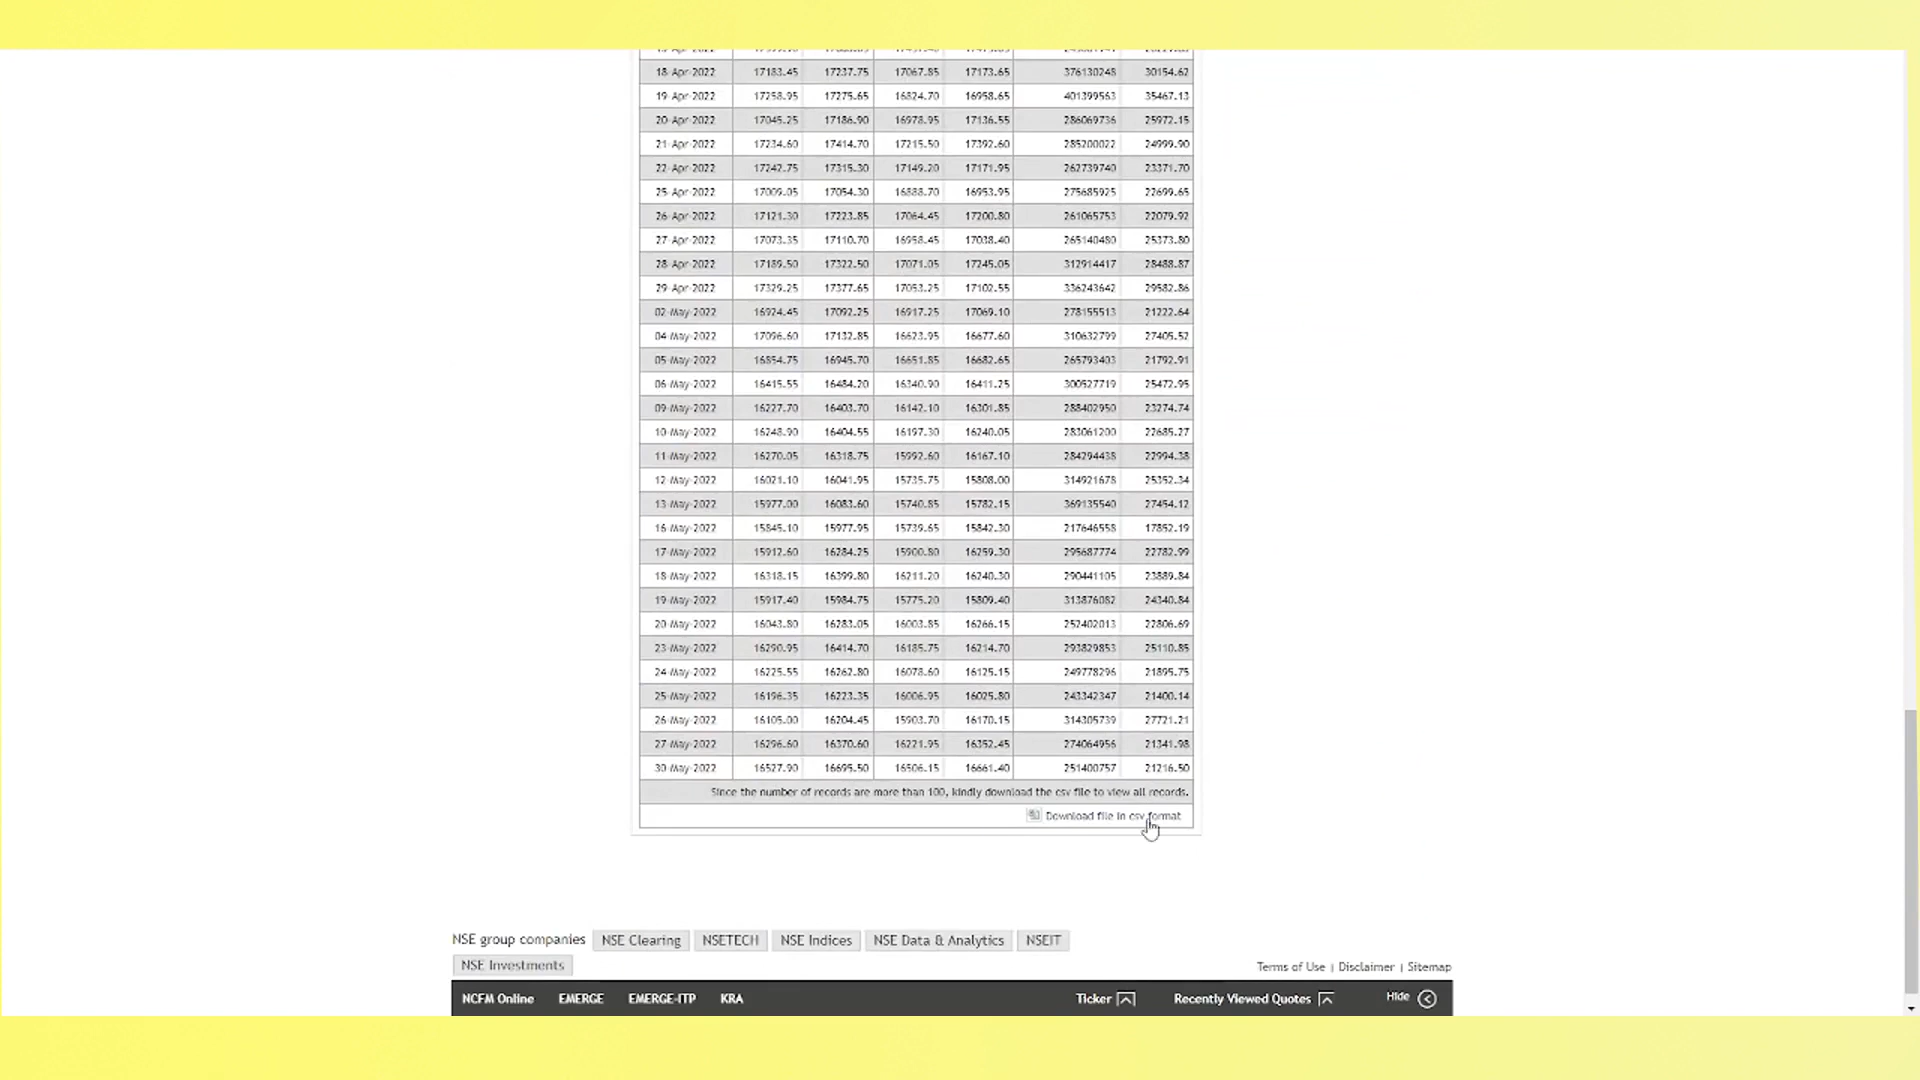 18-Apr-2022 17183.45 17237.75 17067.85 17173.65 376130248 30154.62
19-Apr-2022 17258.95 17275.65 16824.70 16958.65 401399563 35467.13
20-Apr-2022 17045.25 17186.90 16978.95 17136.55 286069736 25972.15
21-Apr-2022 17234.60 17414.70 17215.50 17392.60 285200022 24999.90
22-Apr-2022 17242.75 17315.30 17149.20 17171.95 262739740 23371.70
25-Apr-2022 17009.05 17054.30 16888.70 16953.95 275685925 22699.65
26-Apr-2022 17121.30 17223.85 17064.45 17200.80 261065753 22079.92
27-Apr-2022 17073.35 17110.70 16958.45 17038.40 265140480 25373.80
28-Apr-2022 17189.50 17322.50 17071.05 17245.05 312914417 28488.87
29-Apr-2022 17329.25 17377.65 17053.25 17102.55 336243642 29582.86
02-May-2022 16924.45 17092.25 16917.25 17069.10 278155513 21222.64
04-May-2022 17096.60 17132.85 16623.95 16677.60 310632799 27405.52
05-May-2022 16854.75 16945.70 16651.85 16682.65 265793403 21792.91
06-May-2022 16415.55 16484.20 16340.90 16411.25 300527719 25472.95
09-May-2022 16227.70 16403.70 16142.10 16301.85 288402950 23274.74
10-May-2022 16248.90 16404.55 16197.30 16240.05 283061200 22685.27
11-May-2022 16270.05 16318.75 15992.60 16167.10 284294438 22994.38
12-May-2022 16021.10 16041.95 15735.75 15808.00 314921678 25352.34
13-May-2022 15977.00 16083.60 15740.85 15782.15 369135540 27454.12
16-May-2022 15845.10 15977.95 15739.65 15842.30 217646558 17852.19
17-May-2022 15912.60 16284.25 15900.80 16259.30 295687774 22782.99
18-May-2022 16318.15 16399.80 16211.20 16240.30 290441105 23889.84
19-May-2022 15917.40 15984.75 15775.20 15809.40 313876082 24340.84
20-May-2022 16043.80 16283.05 16003.85 16266.15 252402013 22806.69
23-May-2022 16290.95 16414.70 16185.75 16214.70 293829853 25110.85
24-May-2022 16225.55 16262.80 16078.60 16125.15 249778296 21895.75
25-May-2022 16196.35 16223.35 16006.95 16025.80 243342347 21400.14
26-May-2022 16105.00 16204.45 15903.70 16170.15 314305739 27721.21
27-May-2022 16296.60 16370.60 16221.95 16352.45 274064956 21341.98
30-May-2022 16527.90 16695.50 16506.15 16661.40 251400757 21216.50
Since the number of records are more than 100, kindly download the csv file to view all records.
Download file in csv format
NSE group companies NSE Clearing NSETECH NSE Indices NSE Data & Analytics NSEIT
NSE Investments
Terms of Use | Disclaimer | Sitemap
NCFM Online EMERGE EMERGE-ITP KRA Ticker Recently Viewed Quotes Hide